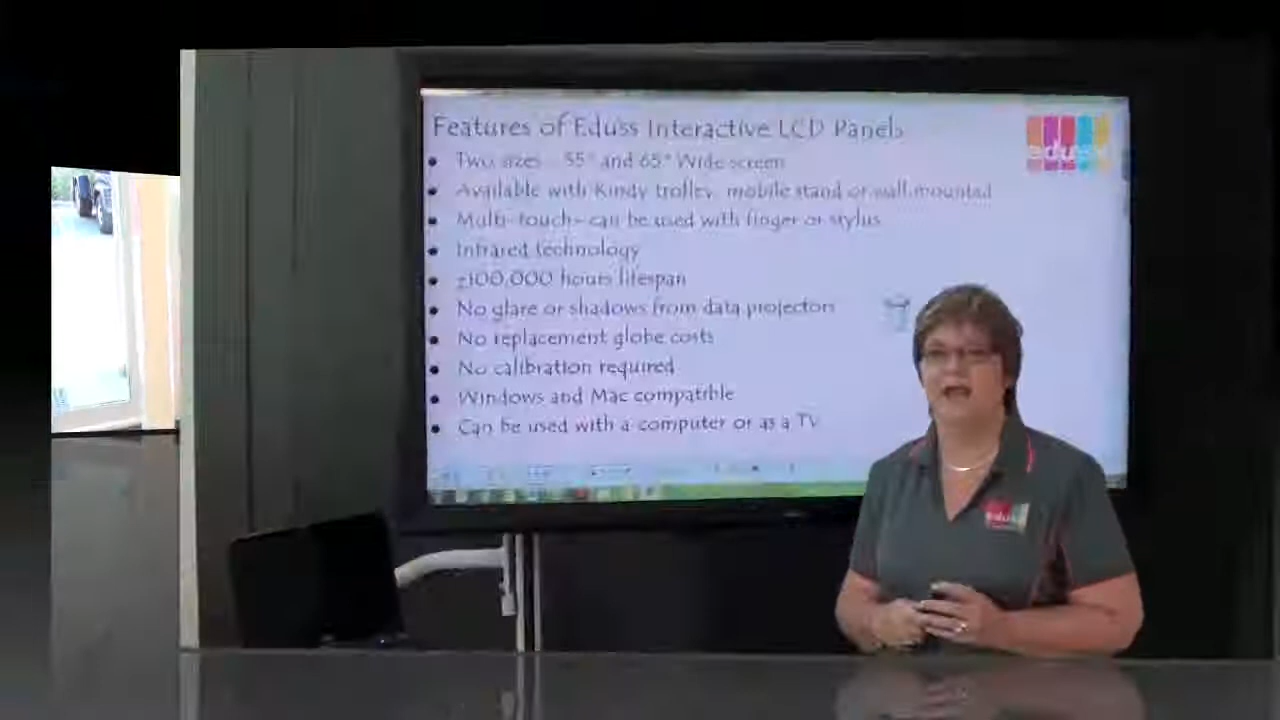 Features of Eduss Interactive LCD Panels
eduss
• Two sizes - 55" and 65" Wide screen
• Available with Kindy trolley, mobile stand or wall mounted
• Multi-touch - can be used with finger or stylus
• Infrared technology
• ±100,000 hours lifespan
• No glare or shadows from data projectors
• No replacement globe costs
• No calibration required
• Windows and Mac compatible
• Can be used with a computer or as a TV
eduss